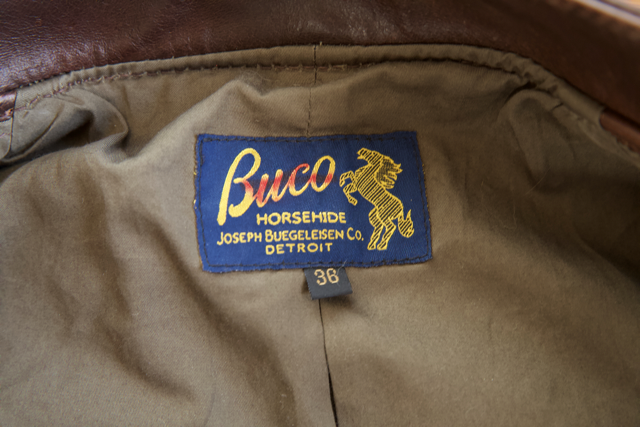 Buco
HORSEHIDE
JOSEPH BUEGELEISEN CO.
DETROIT
36